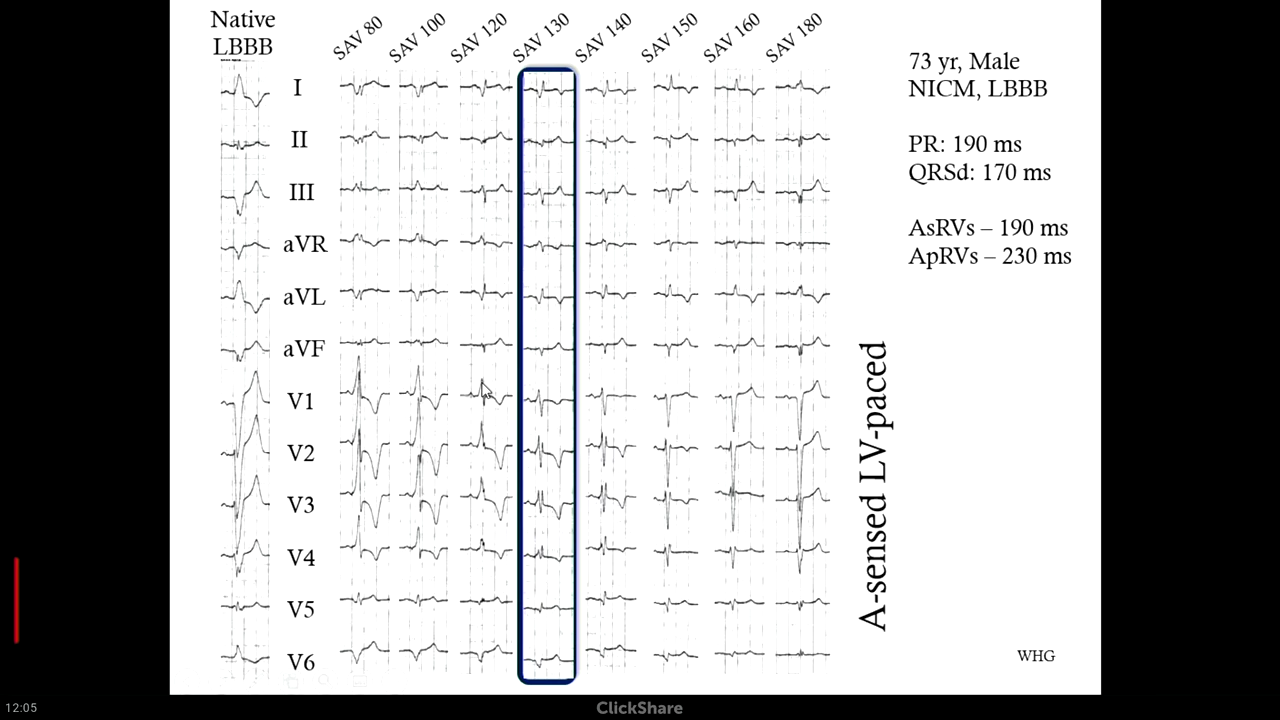 Native
LBBB
SAV 80
SAV 100
SAV 120
SAV 130
SAV 140
SAV 150
SAV 160
SAV 180
I
II
III
aVR
aVL
aVF
V1
V2
V3
V4
V5
V6
73 yr, Male
NICM, LBBB
PR: 190 ms
QRSd: 170 ms
AsRVs – 190 ms
ApRVs – 230 ms
A-sensed LV-paced
WHG
12:05
ClickShare